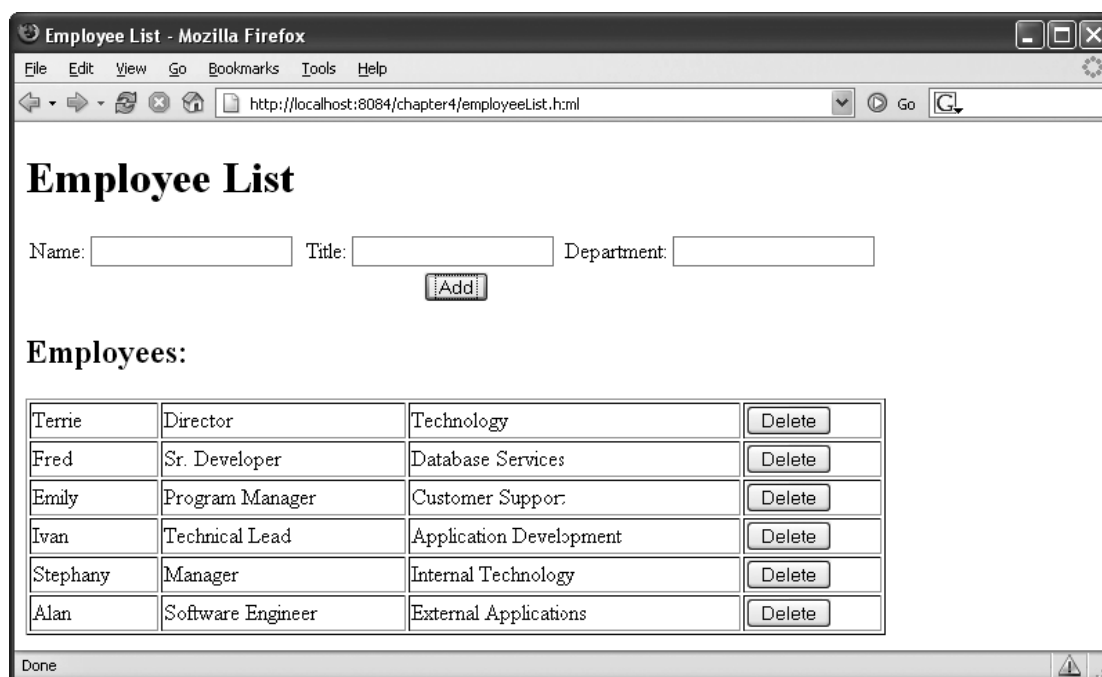 Employee List - Mozilla Firefox
File Edit View Go Bookmarks Tools Help
http://localhost:8084/chapter4/employeeList.h:ml Go G
Employee List
Name: Title: Department:
Add
Employees:
Terrie Director Technology Delete
Fred Sr. Developer Database Services Delete
Emily Program Manager Customer Support Delete
Ivan Technical Lead Application Development Delete
Stephany Manager Internal Technology Delete
Alan Software Engineer External Applications Delete
Done